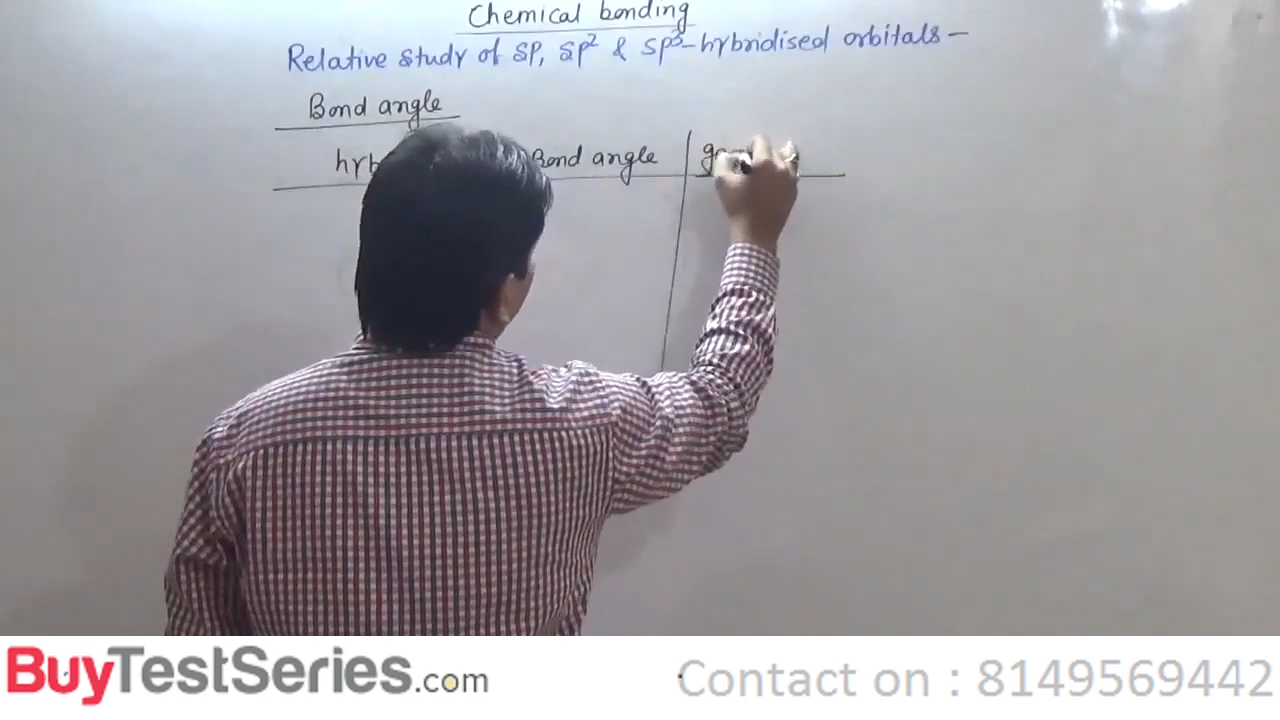 Chemical bonding
Relative study of SP, SP² & SP³-hybridised orbitals -
Bond angle
Bond angle
BuyTestSeries.com
Contact on : 8149569442